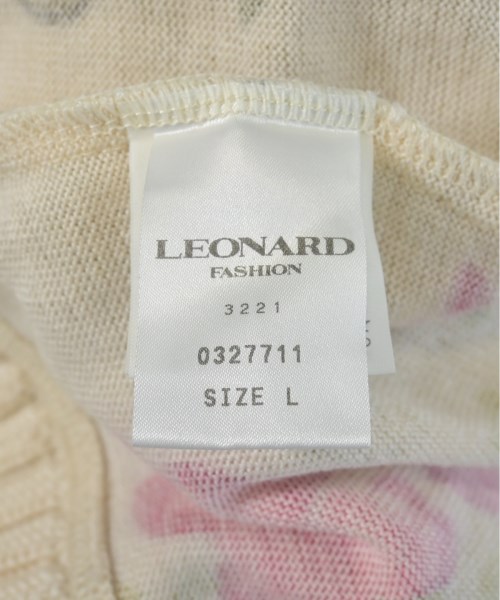 LEONARD
FASHION
3221
0327711
SIZE L